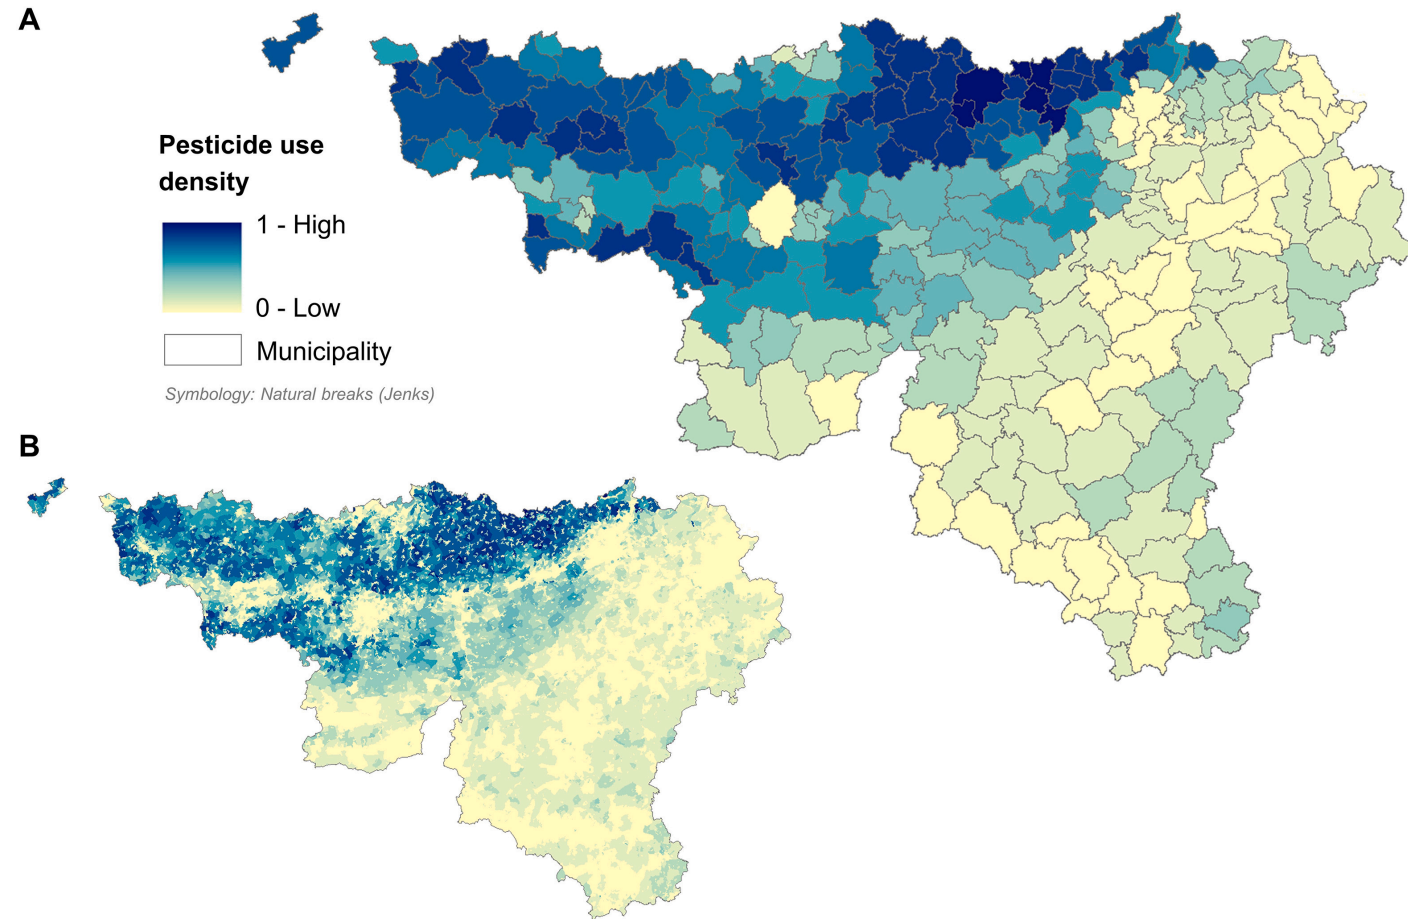 A
Pesticide use
density
1 - High
0 - Low
Municipality
Symbology: Natural breaks (Jenks)
B